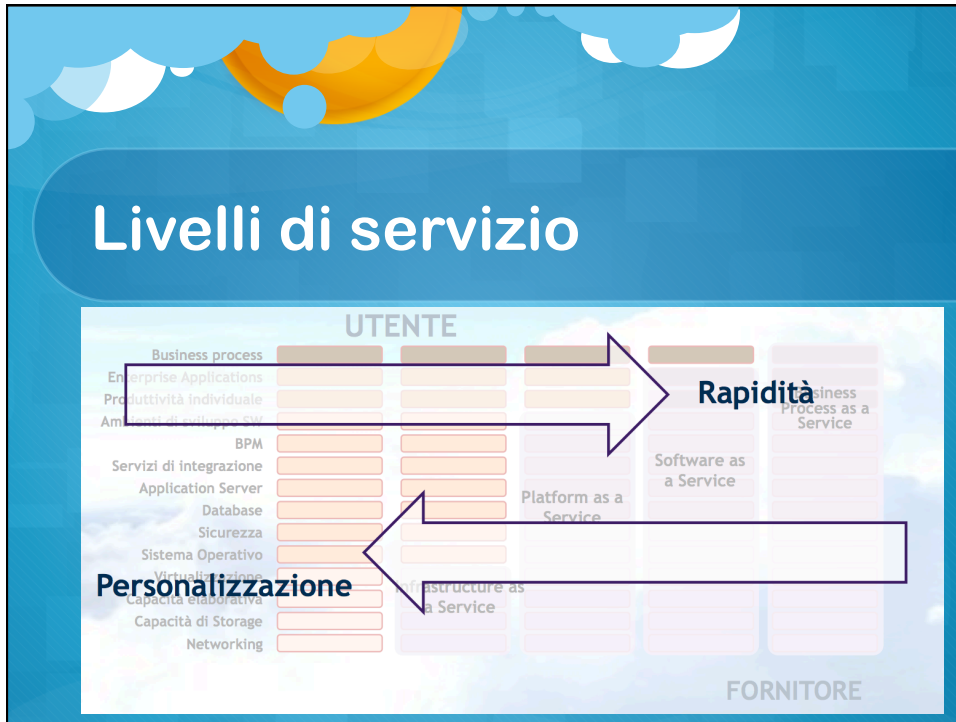 Livelli di servizio
UTENTE
Business process
Enterprise Applications
Produttività individuale
Ambienti di sviluppo SW
BPM
Servizi di integrazione
Application Server
Database
Sicurezza
Sistema Operativo
Virtualizzazione
Capacità elaborativa
Capacità di Storage
Networking
Rapidità
Personalizzazione
Infrastructure as
a Service
Platform as a
Service
Software as
a Service
Business
Process as a
Service
FORNITORE